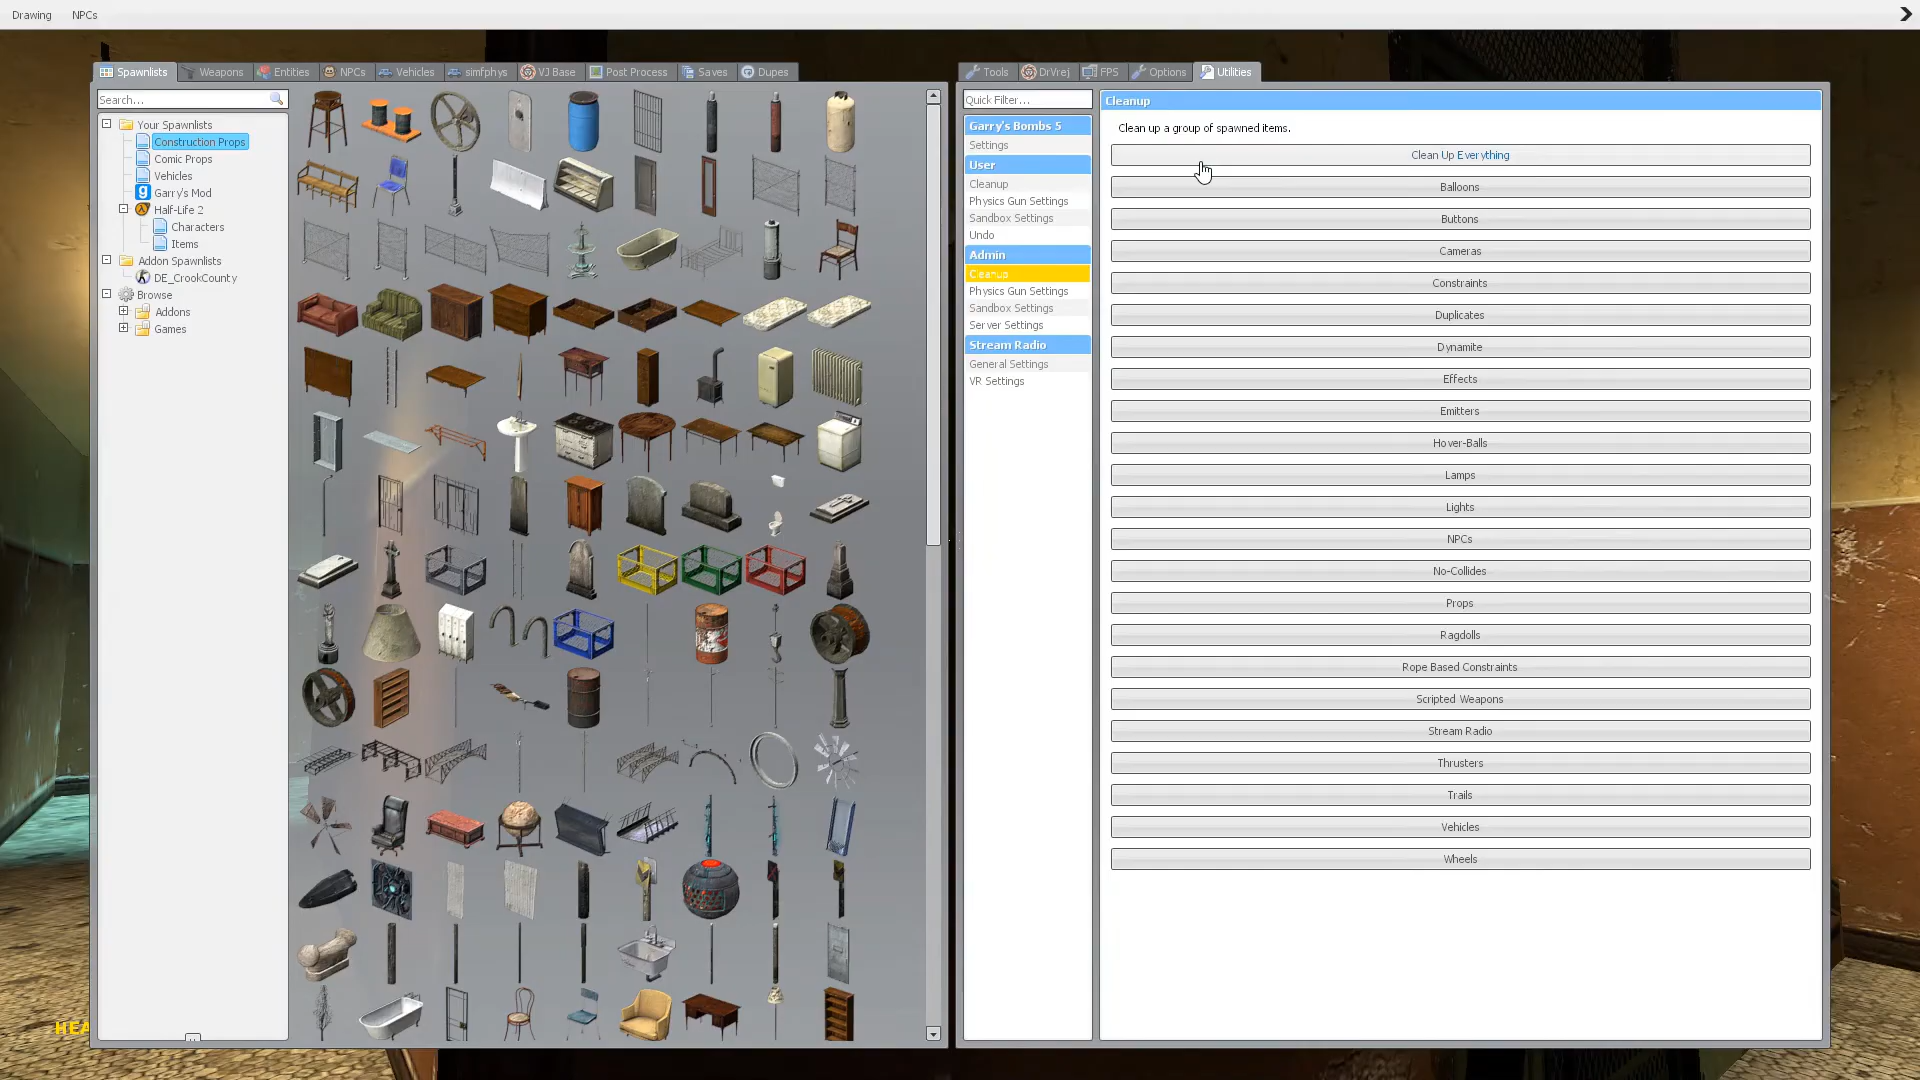 Drawing NPCs
Spawnlists Weapons Entities NPCs Vehicles simfphys VJ Base Post Process Saves Dupes
Tools DrVrej FPS Options Utilities
Search...
Your Spawnlists
Construction Props
Comic Props
Vehicles
Garry's Mod
Half-Life 2
Characters
Items
Addon Spawnlists
DE_CrookCounty
Browse
Addons
Games
HEA
Quick Filter...
Garry's Bombs 5
Settings
User
Cleanup
Physics Gun Settings
Sandbox Settings
Undo
Admin
Cleanup
Physics Gun Settings
Sandbox Settings
Server Settings
Stream Radio
General Settings
VR Settings
Cleanup
Clean up a group of spawned items.
Clean Up Everything
Balloons
Buttons
Cameras
Constraints
Duplicates
Dynamite
Effects
Emitters
Hover-Balls
Lamps
Lights
NPCs
No-Collides
Props
Ragdolls
Rope Based Constraints
Scripted Weapons
Stream Radio
Thrusters
Trails
Vehicles
Wheels